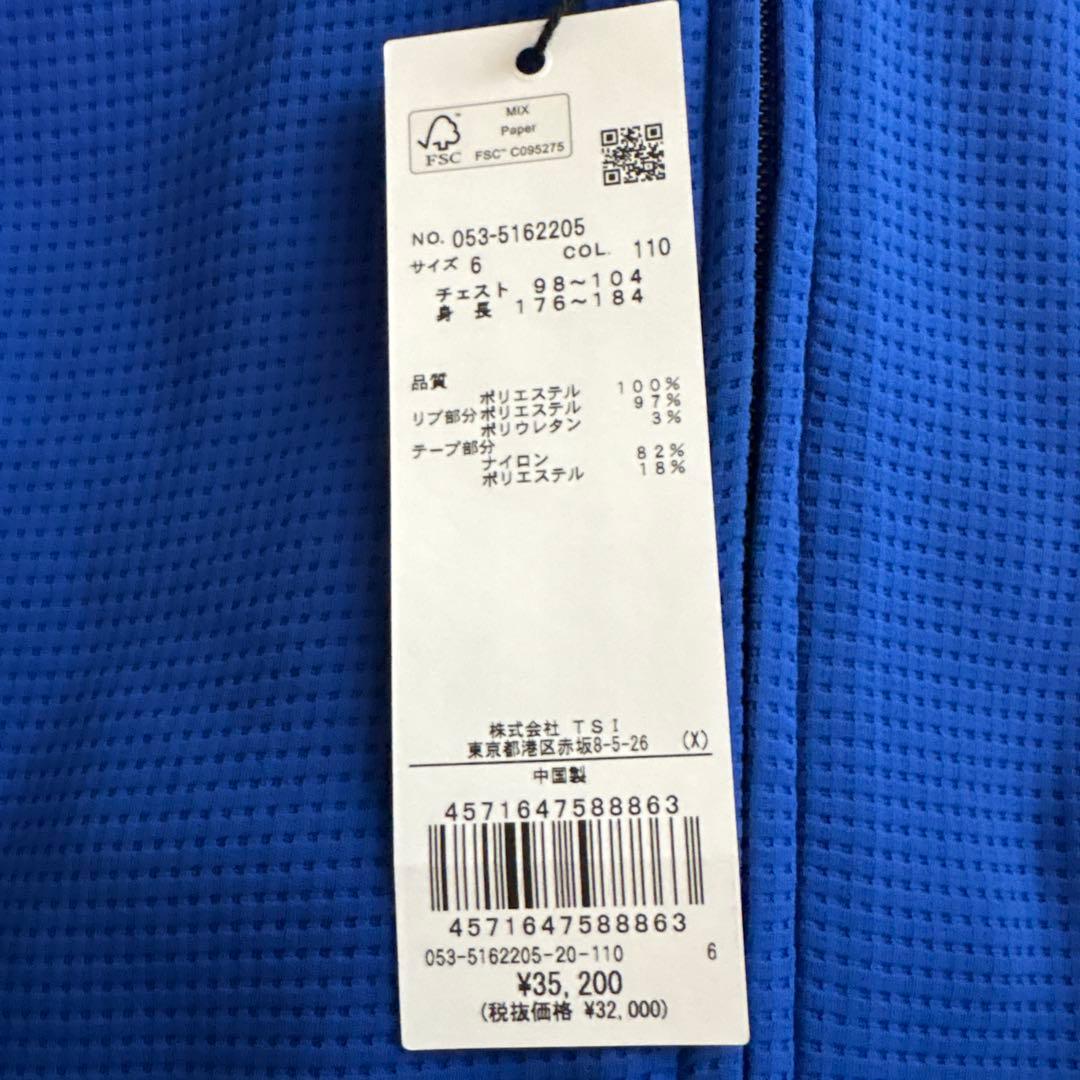 MIX
Paper
FSC™ C095275
FSC
NO. 053-5162205
サイズ 6 COL. 110
チェスト 98~104
身長 176~184
品質
ポリエステル 100%
リブ部分 ポリエステル 97%
ポリウレタン 3%
テープ部分
ナイロン 82%
ポリエステル 18%
株式会社 TSI
東京都港区赤坂8-5-26 (X)
中国製
4571647588863
4571647588863
053-5162205-20-110 6
¥35,200
(税抜価格 ¥32,000)